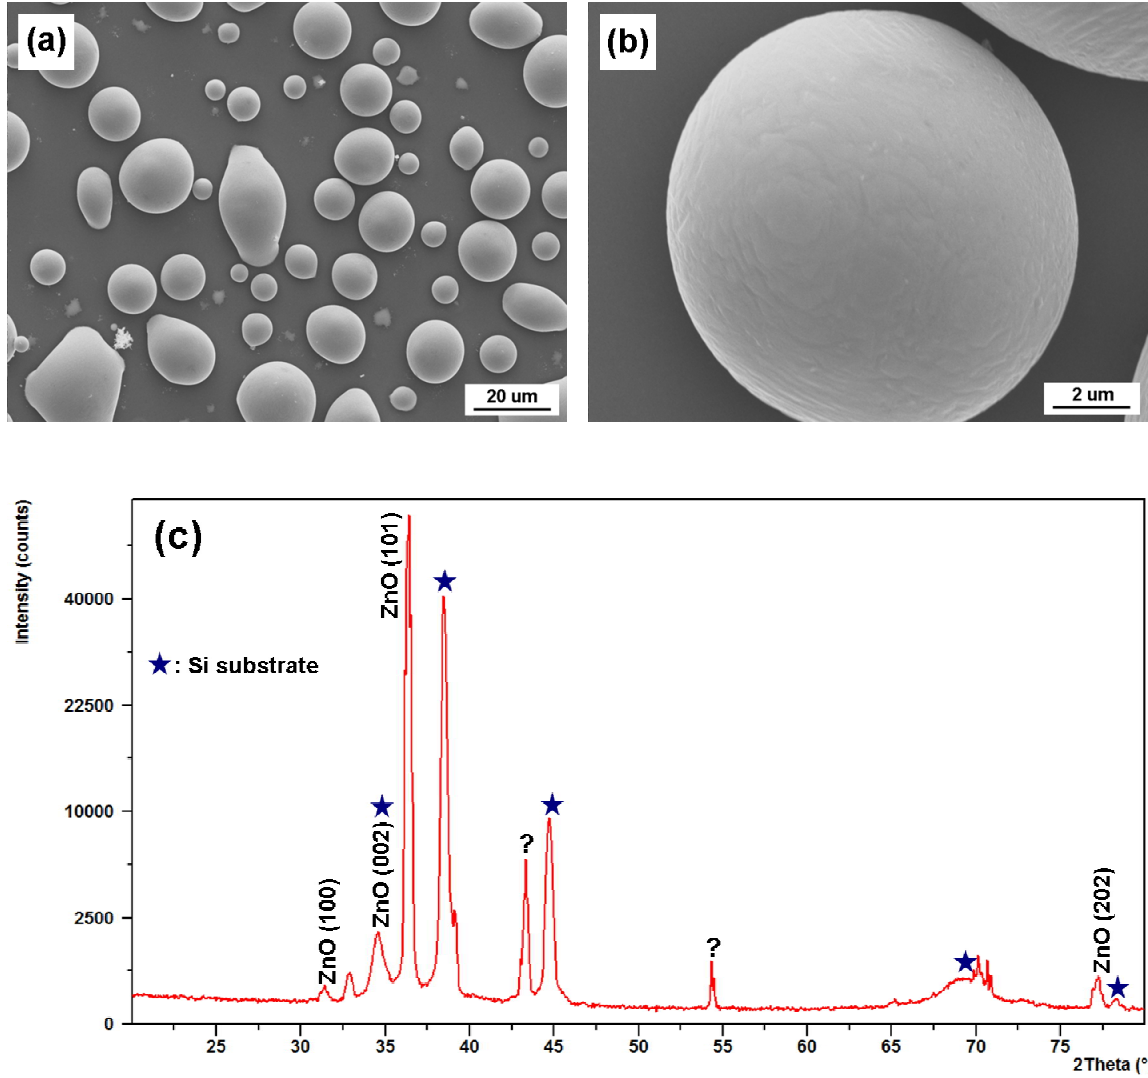 (a)
20 um
(b)
2 um
(c)
Intensity (counts)
40000
22500
10000
2500
0
★: Si substrate
ZnO (100)
ZnO (002)
ZnO (101)
?
?
ZnO (202)
25 30 35 40 45 50 55 60 65 70 75
2Theta (°